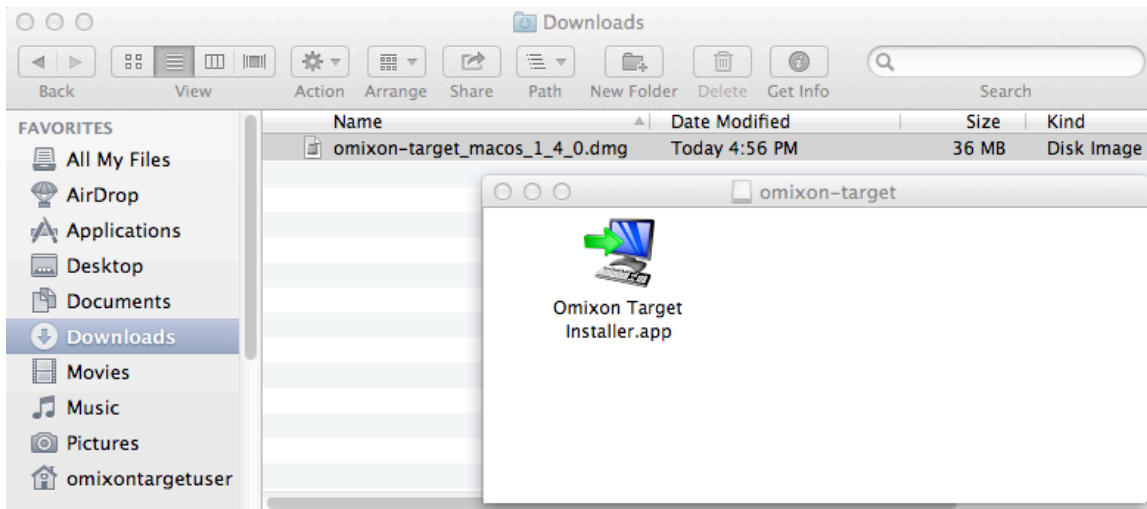 Downloads
Back View Action Arrange Share Path New Folder Delete Get Info Search
FAVORITES
All My Files
AirDrop
Applications
Desktop
Documents
Downloads
Movies
Music
Pictures
omixontargetuser
Name Date Modified Size Kind
omixon-target_macos_1_4_0.dmg Today 4:56 PM 36 MB Disk Image
omixon-target
Omixon Target
Installer.app